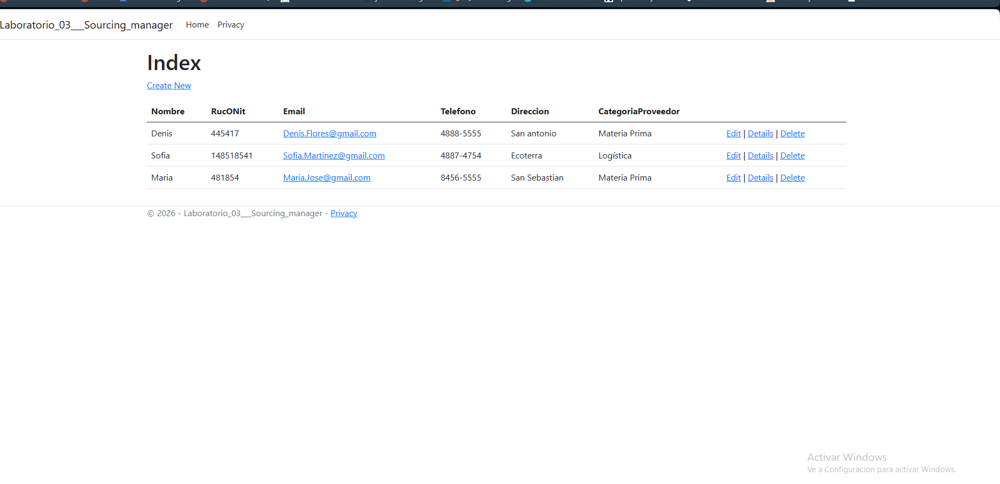 Laboratorio_03___Sourcing_manager Home Privacy
Index
Create New
Nombre RucONit Email Telefono Direccion CategoriaProveedor
Denis 445417 Denis.Flores@gmail.com 4888-5555 San antonio Materia Prima Edit | Details | Delete
Sofia 148518541 Sofia.Martinez@gmail.com 4887-4754 Ecoterra Logística Edit | Details | Delete
Maria 481854 Maria.Jose@gmail.com 8456-5555 San Sebastian Materia Prima Edit | Details | Delete
© 2026 - Laboratorio_03___Sourcing_manager - Privacy
Activar Windows
Ve a Configuración para activar Windows.